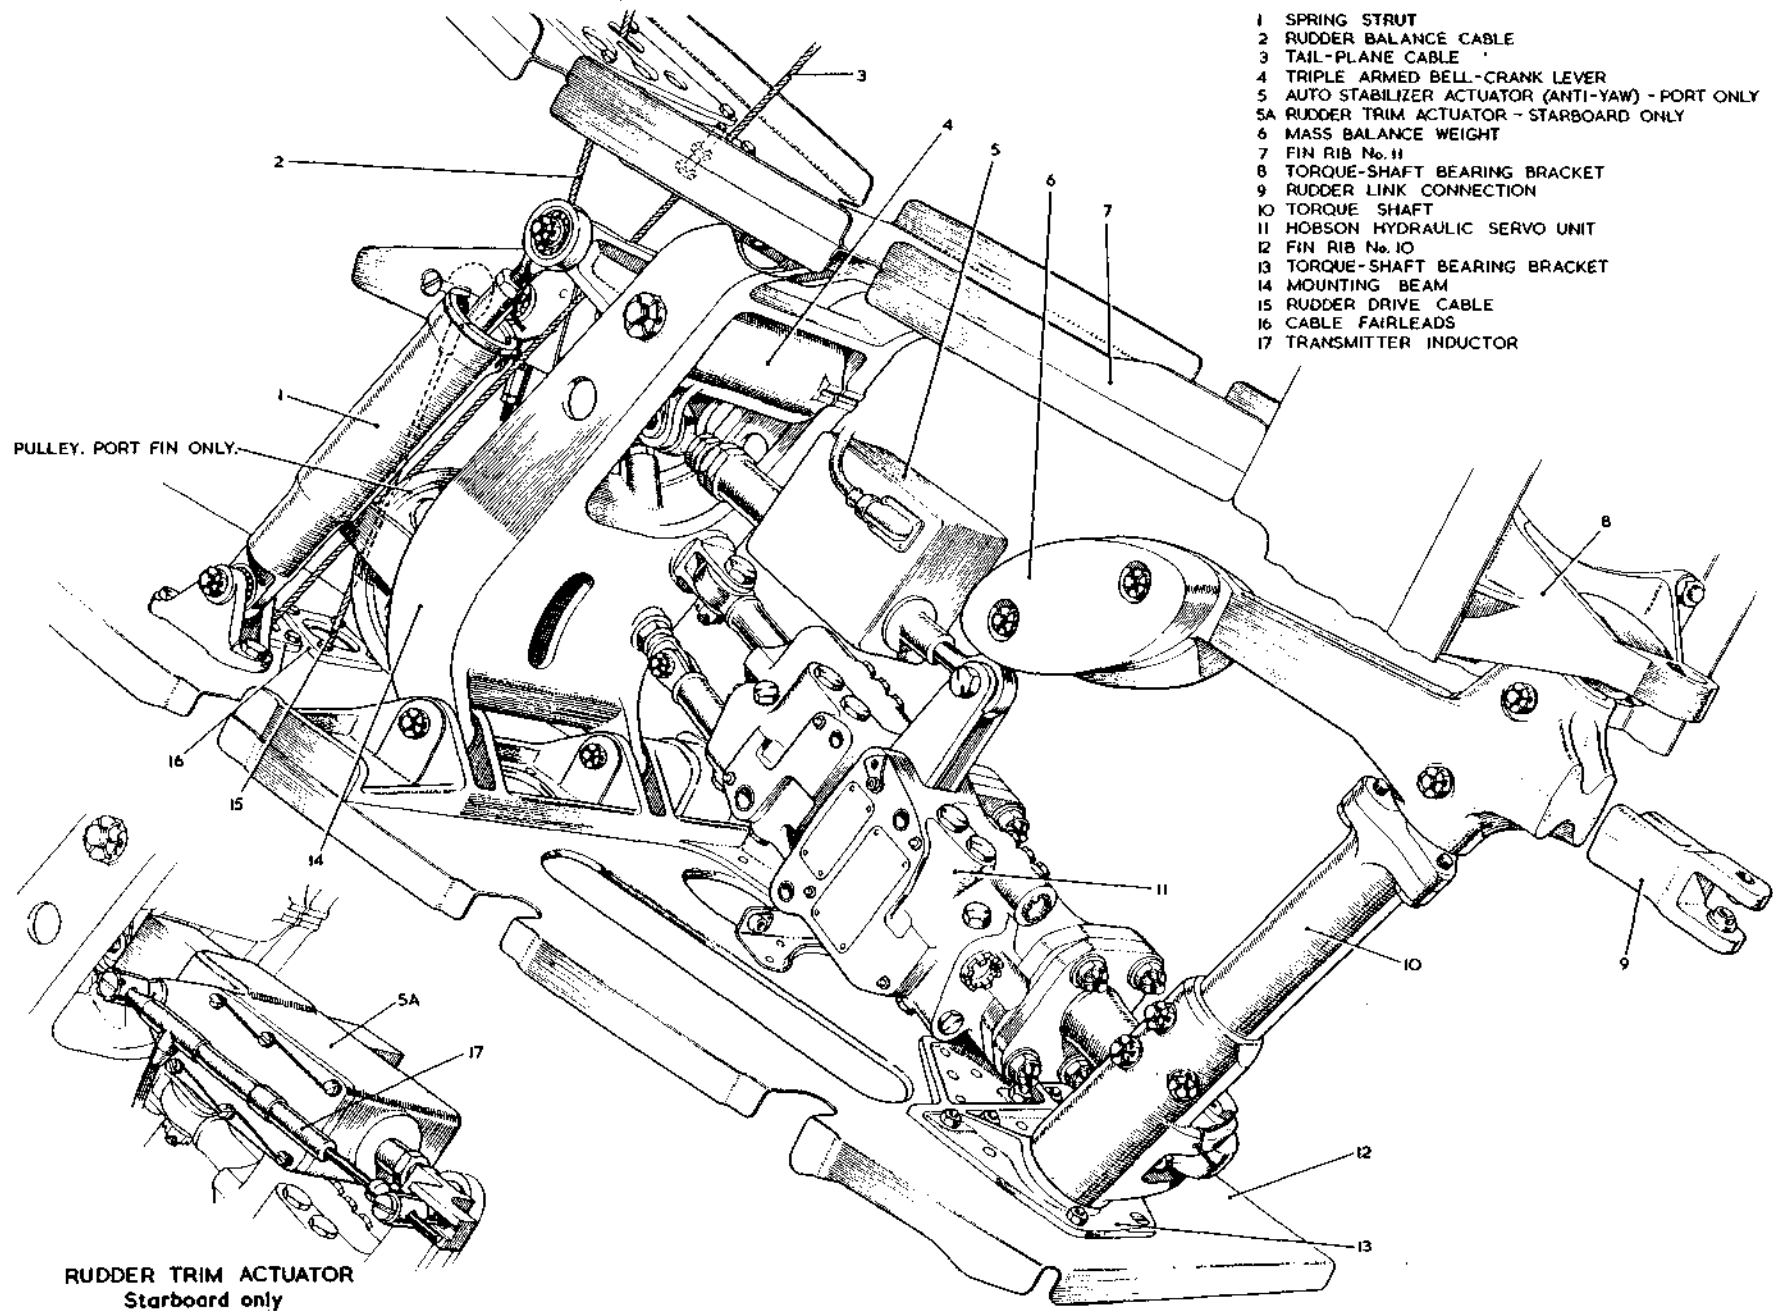 1 SPRING STRUT
2 RUDDER BALANCE CABLE
3 TAIL-PLANE CABLE
4 TRIPLE ARMED BELL-CRANK LEVER
5 AUTO STABILIZER ACTUATOR (ANTI-YAW) - PORT ONLY
5A RUDDER TRIM ACTUATOR - STARBOARD ONLY
6 MASS BALANCE WEIGHT
7 FIN RIB No. 11
8 TORQUE-SHAFT BEARING BRACKET
9 RUDDER LINK CONNECTION
10 TORQUE SHAFT
11 HOBSON HYDRAULIC SERVO UNIT
12 FIN RIB No. 10
13 TORQUE-SHAFT BEARING BRACKET
14 MOUNTING BEAM
15 RUDDER DRIVE CABLE
16 CABLE FAIRLEADS
17 TRANSMITTER INDUCTOR
3
4
2
5
6
7
1
PULLEY. PORT FIN ONLY.
8
16
15
14
11
10
9
5A
17
12
13
RUDDER TRIM ACTUATOR
Starboard only